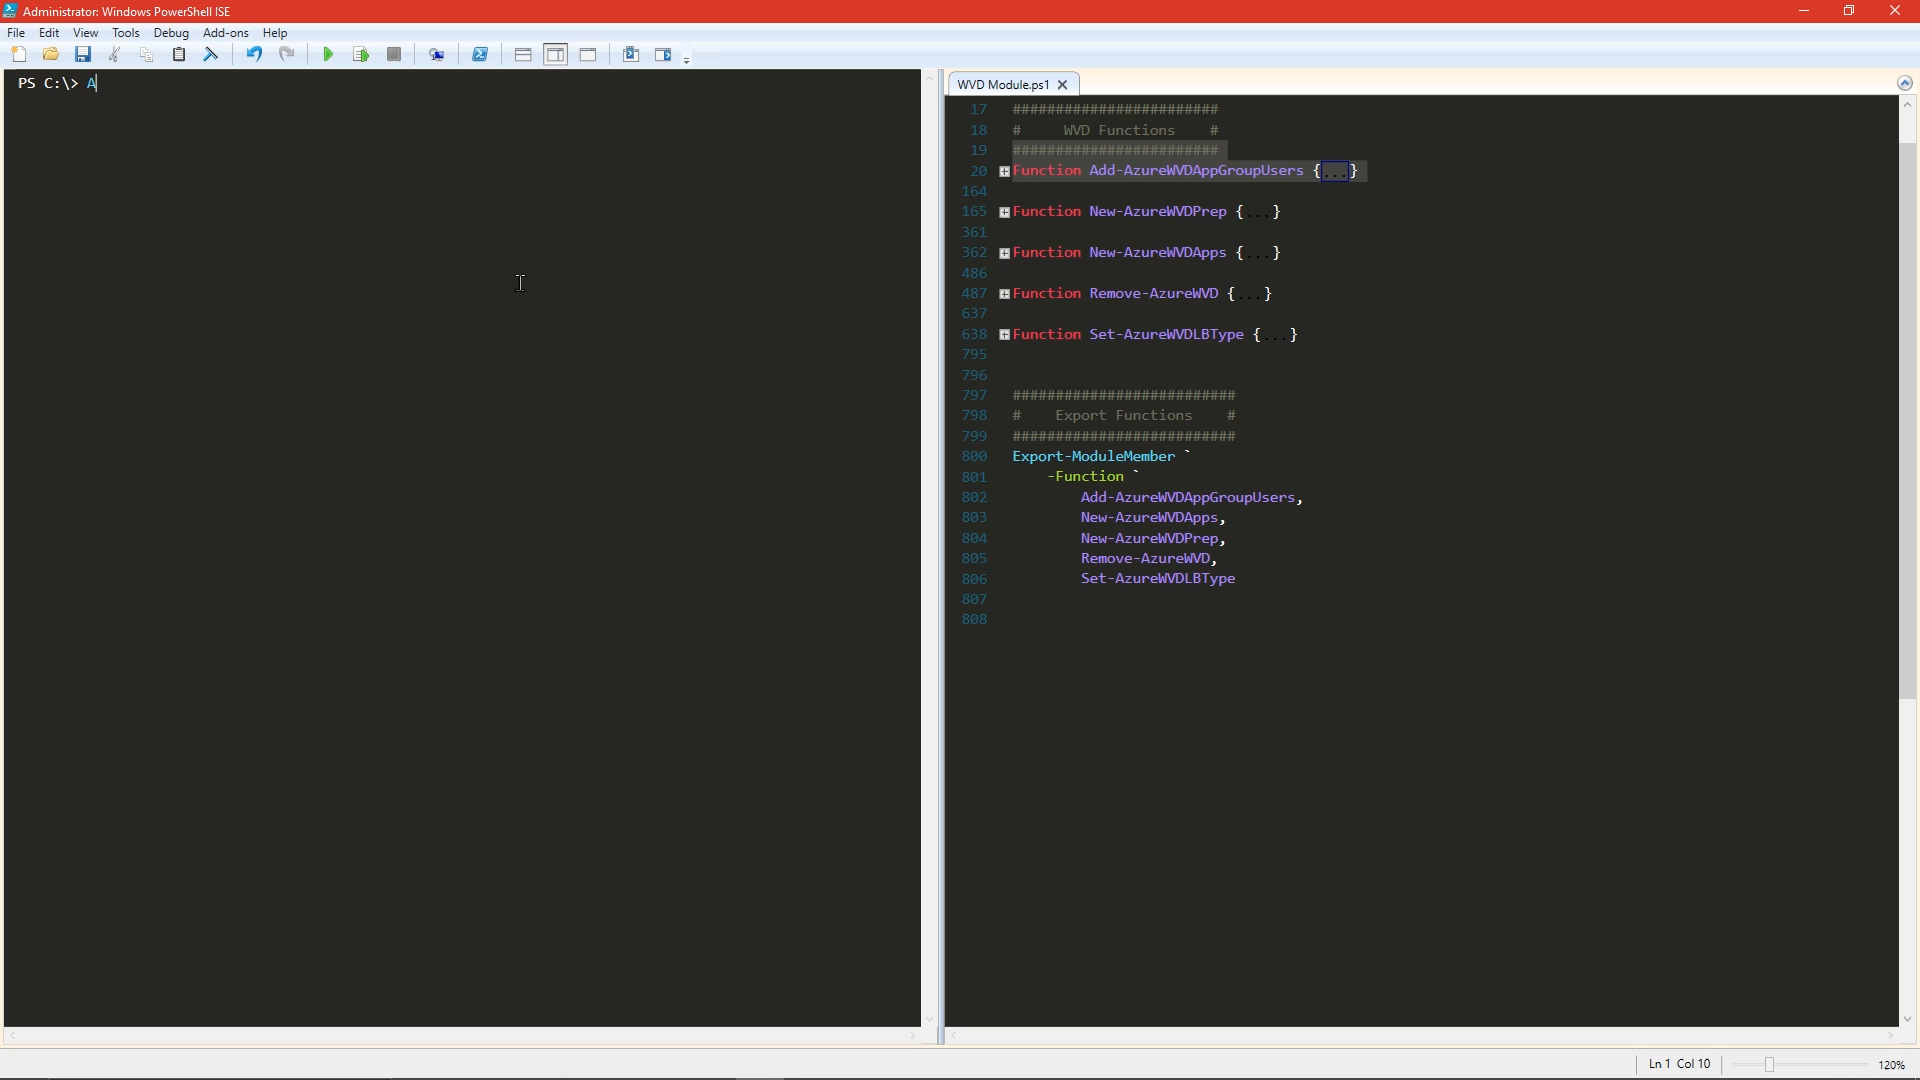 Administrator: Windows PowerShell ISE
File Edit View Tools Debug Add-ons Help
PS C:\> A
WVD Module.ps1
17 ########################
18 # WVD Functions #
19 ########################
20 Function Add-AzureWVDAppGroupUsers {...}
164
165 Function New-AzureWVDPrep {...}
361
362 Function New-AzureWVDApps {...}
486
487 Function Remove-AzureWVD {...}
637
638 Function Set-AzureWVDLBType {...}
795
796
797 ##########################
798 # Export Functions #
799 ##########################
800 Export-ModuleMember `
801 -Function `
802 Add-AzureWVDAppGroupUsers,
803 New-AzureWVDApps,
804 New-AzureWVDPrep,
805 Remove-AzureWVD,
806 Set-AzureWVDLBType
807
808
Ln 1 Col 10 120%